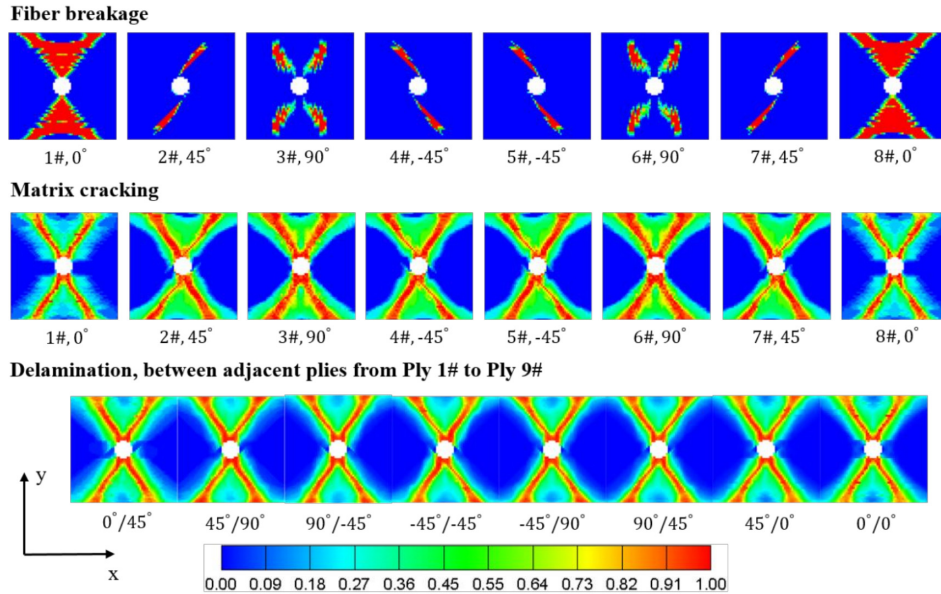 Fiber breakage
1#, 0° 2#, 45° 3#, 90° 4#, -45° 5#, -45° 6#, 90° 7#, 45° 8#, 0°
Matrix cracking
1#, 0° 2#, 45° 3#, 90° 4#, -45° 5#, -45° 6#, 90° 7#, 45° 8#, 0°
Delamination, between adjacent plies from Ply 1# to Ply 9#
y
0°/45° 45°/90° 90°/-45° -45°/-45° -45°/90° 90°/45° 45°/0° 0°/0°
x
0.00 0.09 0.18 0.27 0.36 0.45 0.55 0.64 0.73 0.82 0.91 1.00